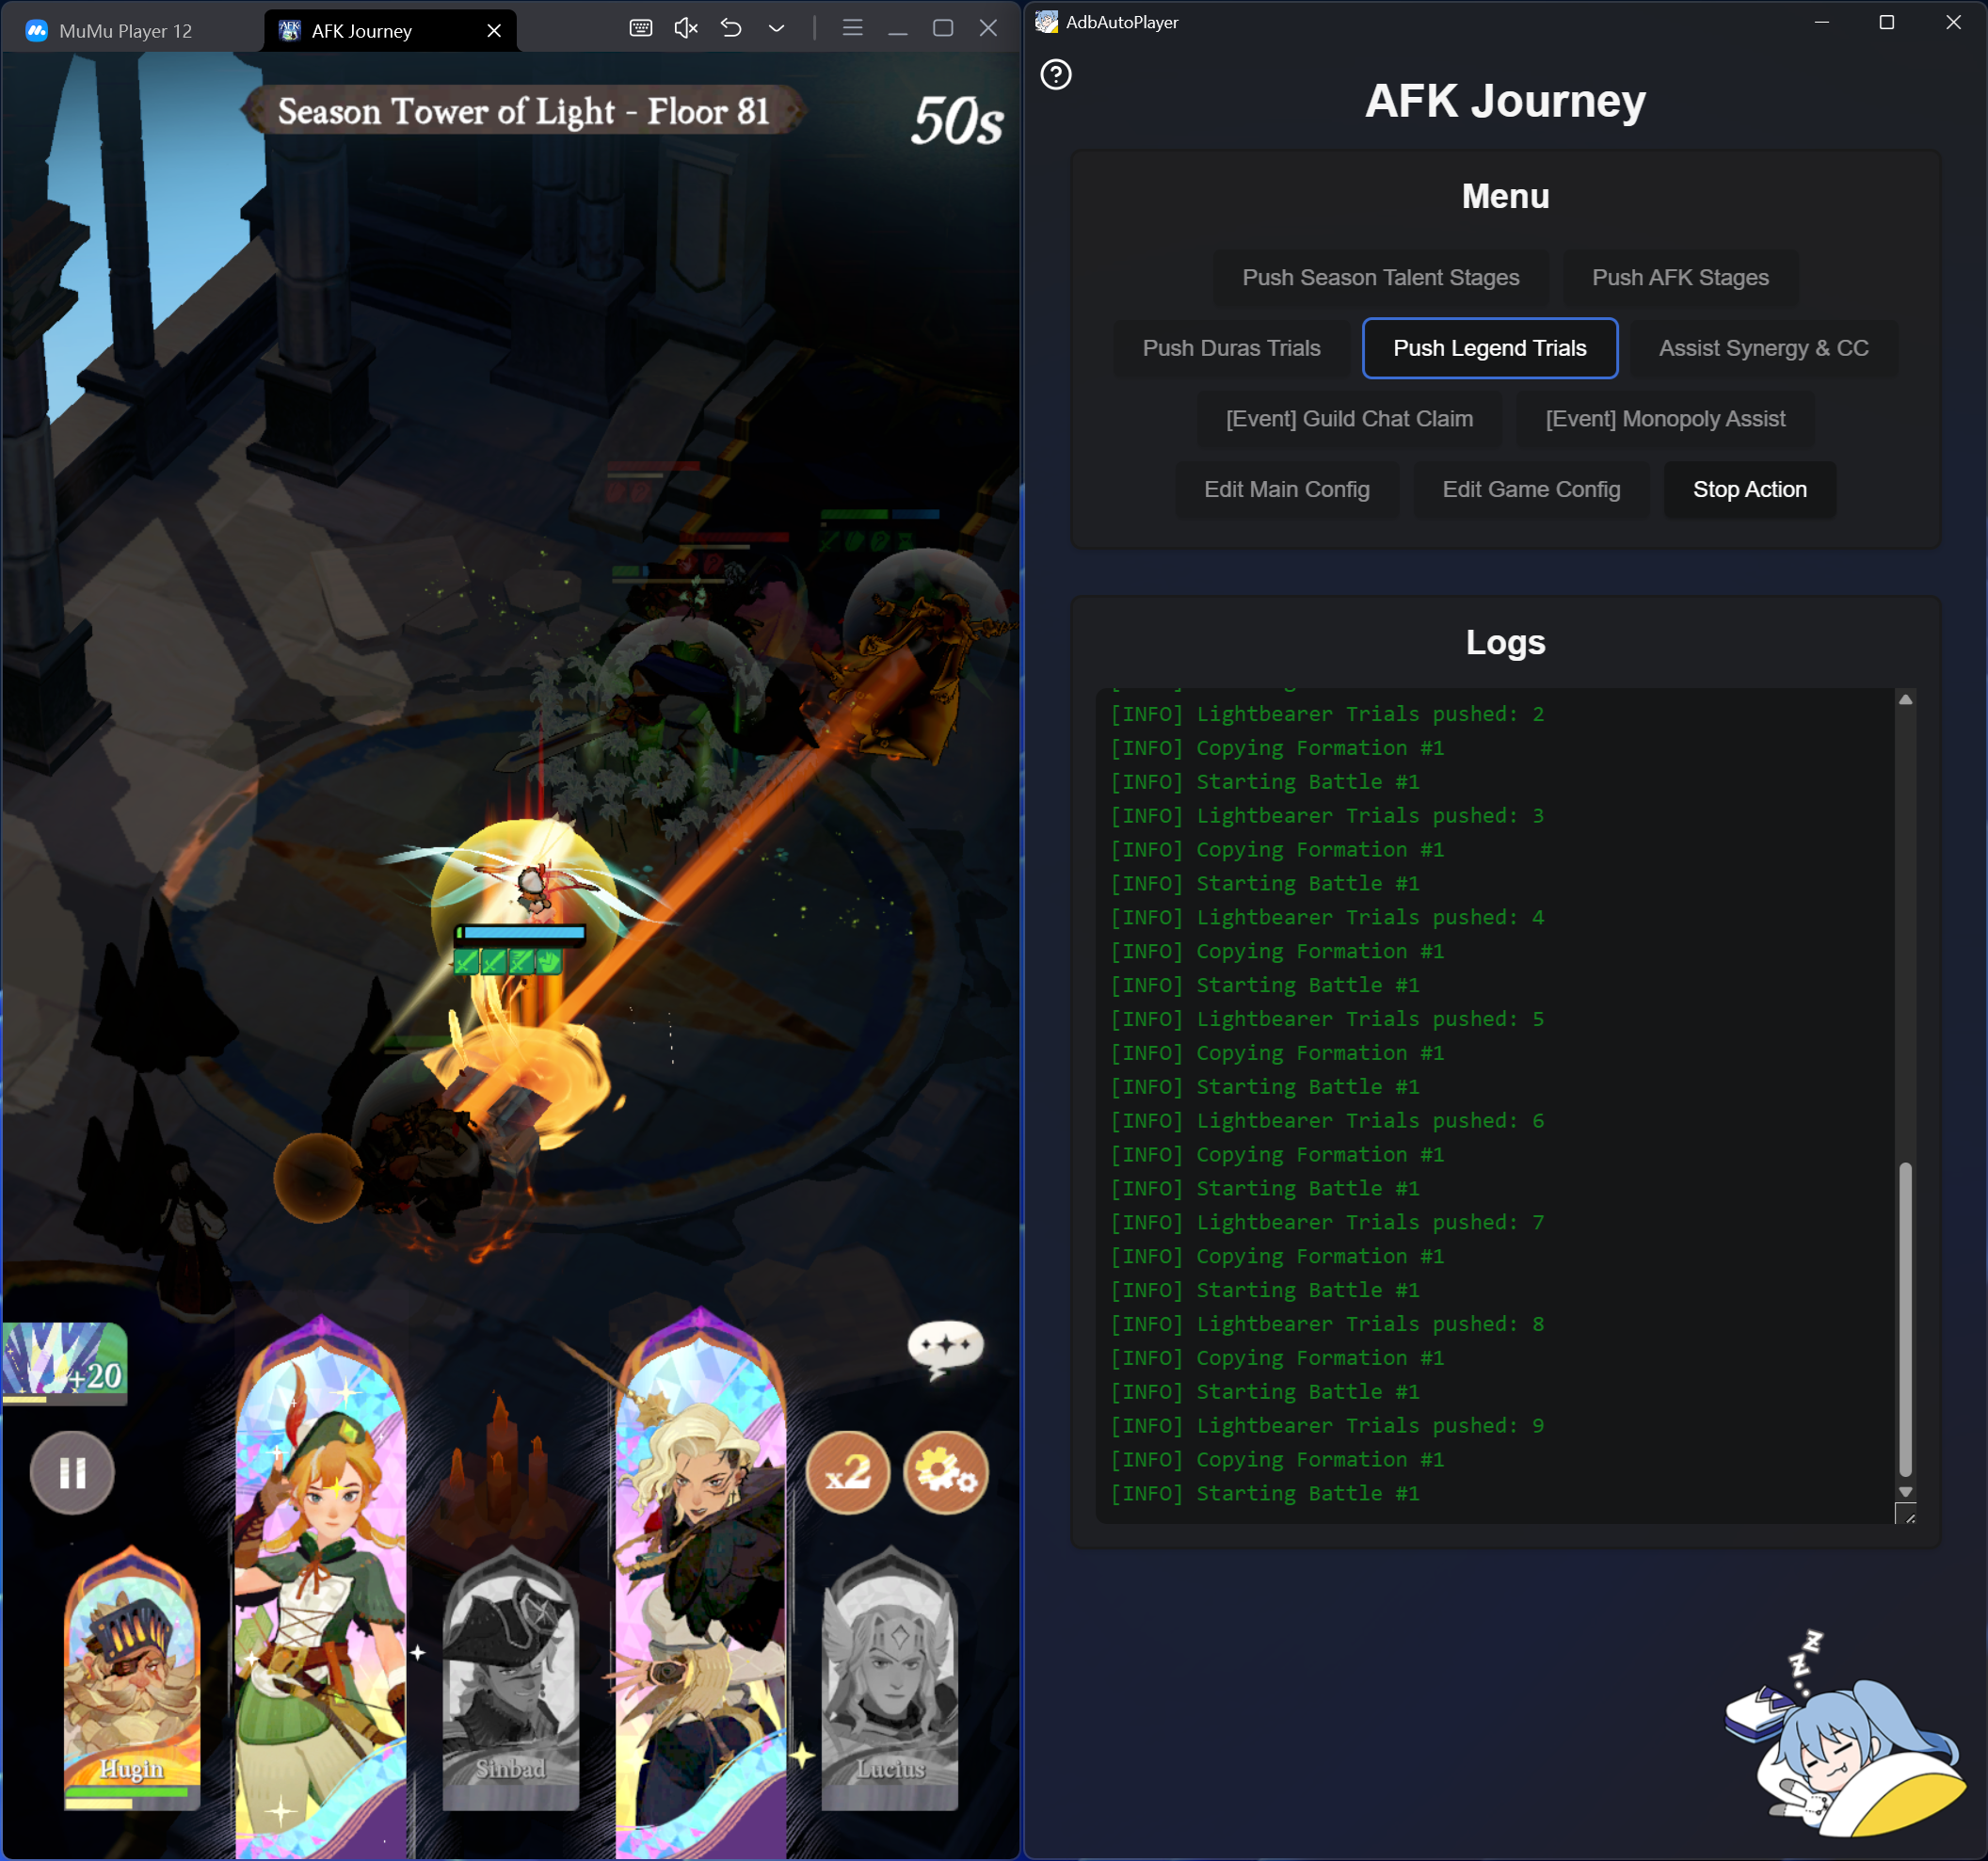 MuMu Player 12
AFK Journey
Season Tower of Light - Floor 81
50s
+20
x2
Hugin
Sinbad
Lucius
AdbAutoPlayer
AFK Journey
Menu
Push Season Talent Stages
Push AFK Stages
Push Duras Trials
Push Legend Trials
Assist Synergy & CC
[Event] Guild Chat Claim
[Event] Monopoly Assist
Edit Main Config
Edit Game Config
Stop Action
Logs
[INFO] Lightbearer Trials pushed: 2
[INFO] Copying Formation #1
[INFO] Starting Battle #1
[INFO] Lightbearer Trials pushed: 3
[INFO] Copying Formation #1
[INFO] Starting Battle #1
[INFO] Lightbearer Trials pushed: 4
[INFO] Copying Formation #1
[INFO] Starting Battle #1
[INFO] Lightbearer Trials pushed: 5
[INFO] Copying Formation #1
[INFO] Starting Battle #1
[INFO] Lightbearer Trials pushed: 6
[INFO] Copying Formation #1
[INFO] Starting Battle #1
[INFO] Lightbearer Trials pushed: 7
[INFO] Copying Formation #1
[INFO] Starting Battle #1
[INFO] Lightbearer Trials pushed: 8
[INFO] Copying Formation #1
[INFO] Starting Battle #1
[INFO] Lightbearer Trials pushed: 9
[INFO] Copying Formation #1
[INFO] Starting Battle #1
z
z